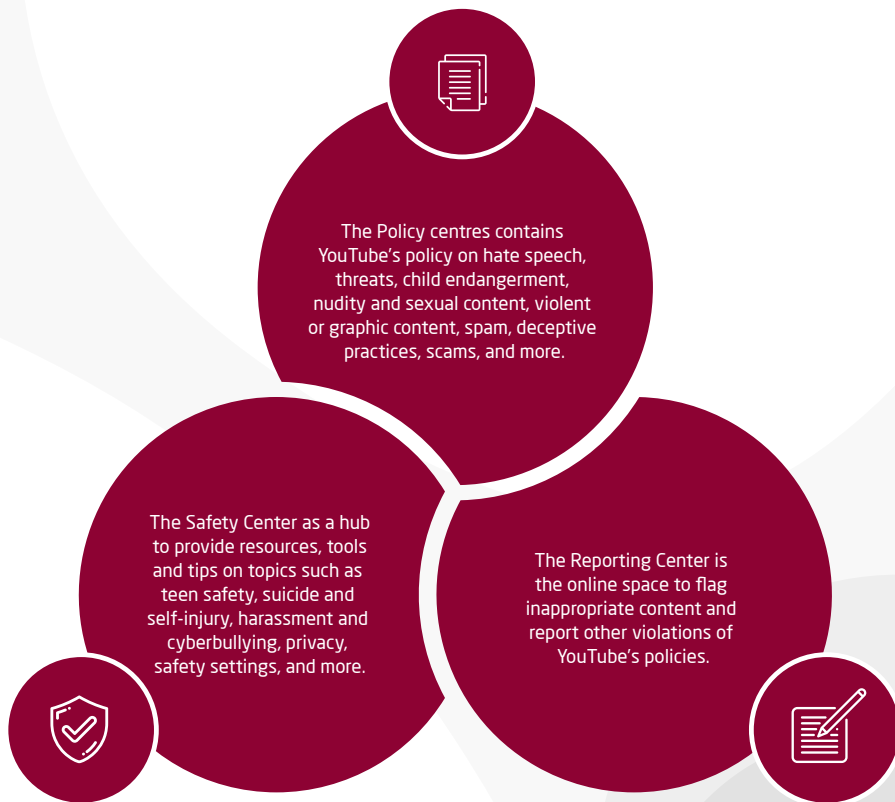 The Policy centres contains
YouTube's policy on hate speech,
threats, child endangerment,
nudity and sexual content, violent
or graphic content, spam, deceptive
practices, scams, and more.
The Safety Center as a hub
to provide resources, tools
and tips on topics such as
teen safety, suicide and
self-injury, harassment and
cyberbullying, privacy,
safety settings, and more.
The Reporting Center is
the online space to flag
inappropriate content and
report other violations of
YouTube's policies.